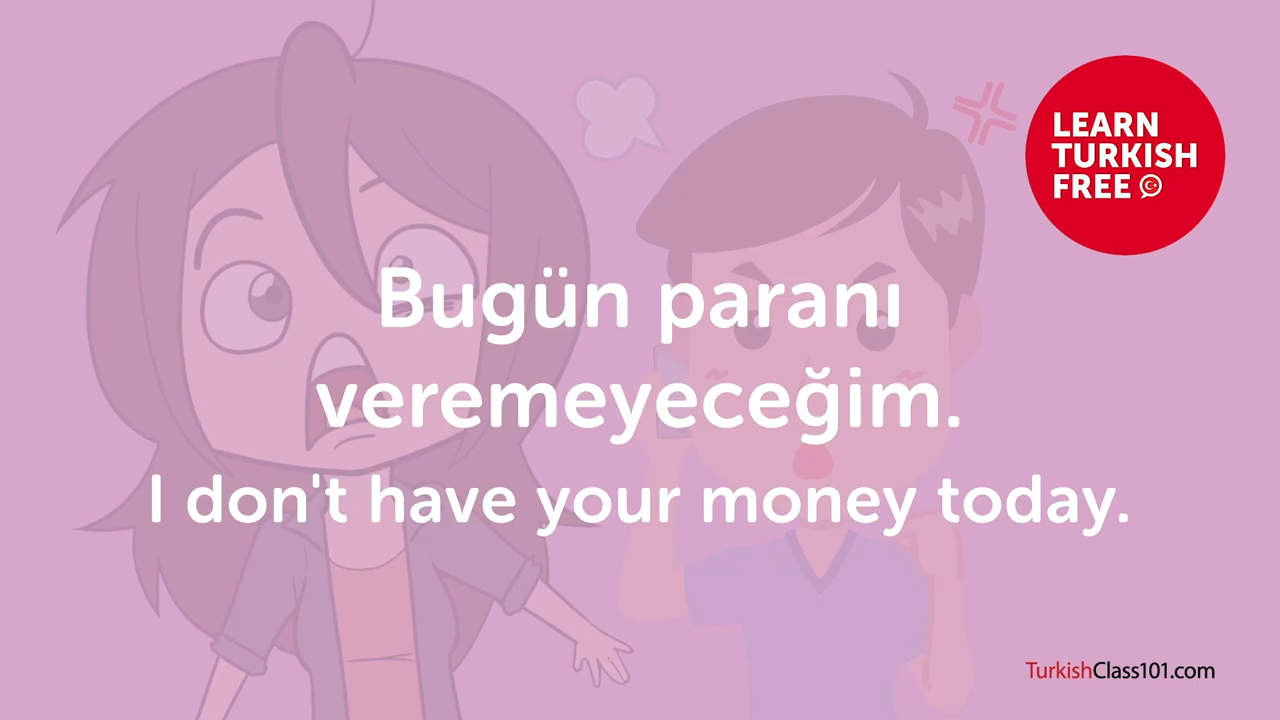 LEARN
TURKISH
FREE
Bugün paranı
veremeyeceğim.
I don't have your money today.
TurkishClass101.com